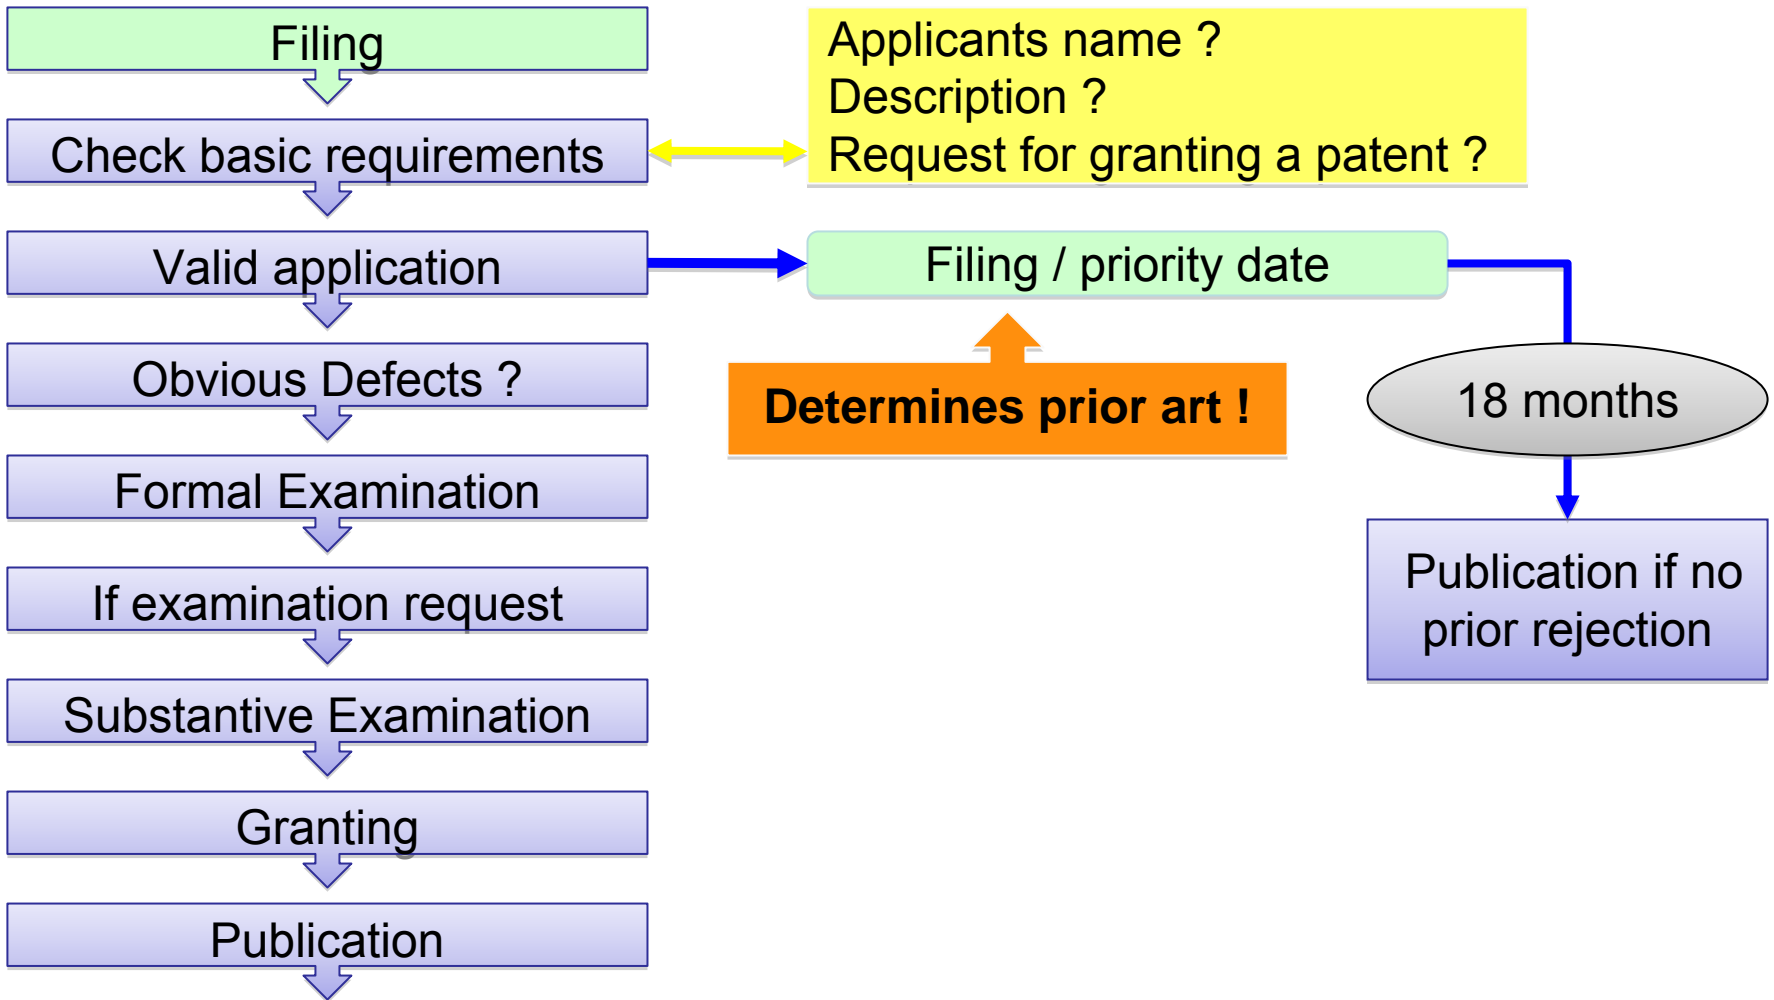 Filing
Applicants name ?
Description ?
Request for granting a patent ?
Check basic requirements
Valid application
Filing / priority date
Obvious Defects ?
Determines prior art !
18 months
Formal Examination
If examination request
Publication if no
prior rejection
Substantive Examination
Granting
Publication